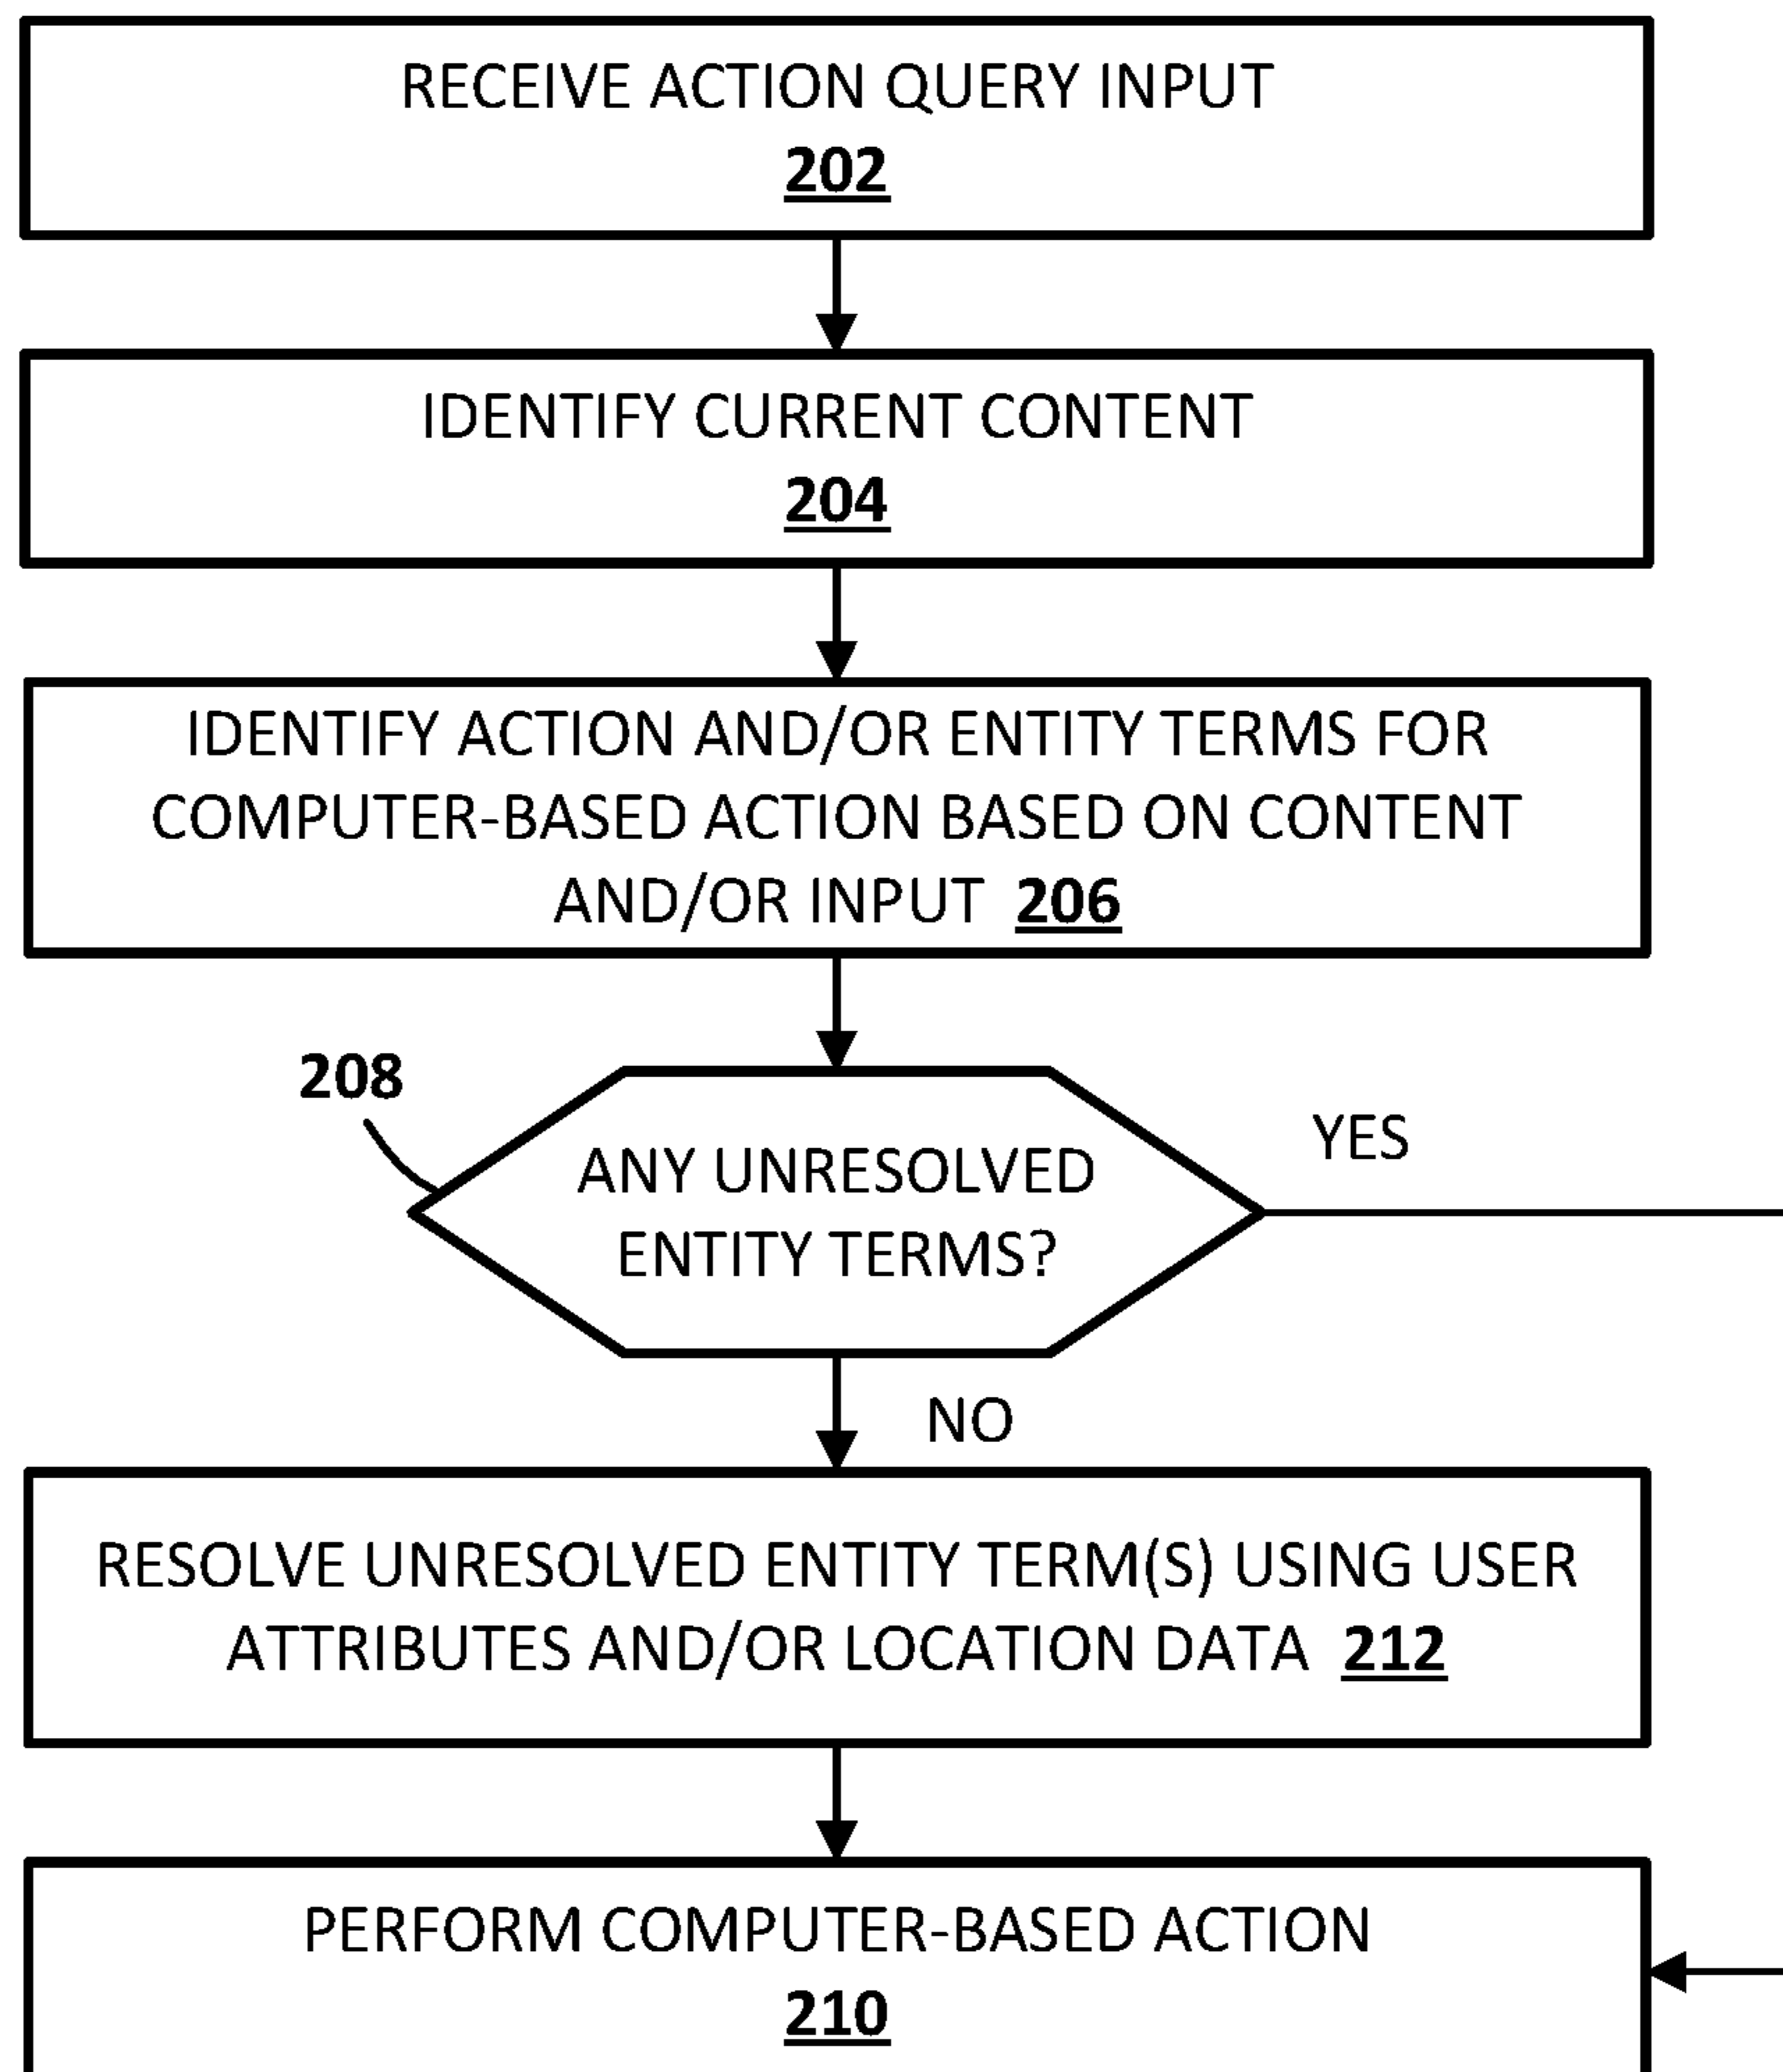 RECEIVE ACTION QUERY INPUT
202
IDENTIFY CURRENT CONTENT
204
IDENTIFY ACTION AND/OR ENTITY TERMS FOR
COMPUTER-BASED ACTION BASED ON CONTENT
AND/OR INPUT 206
208
YES
ANY UNRESOLVED
ENTITY TERMS?
NO
RESOLVE UNRESOLVED ENTITY TERM(S) USING USER
ATTRIBUTES AND/OR LOCATION DATA 212
PERFORM COMPUTER-BASED ACTION
210